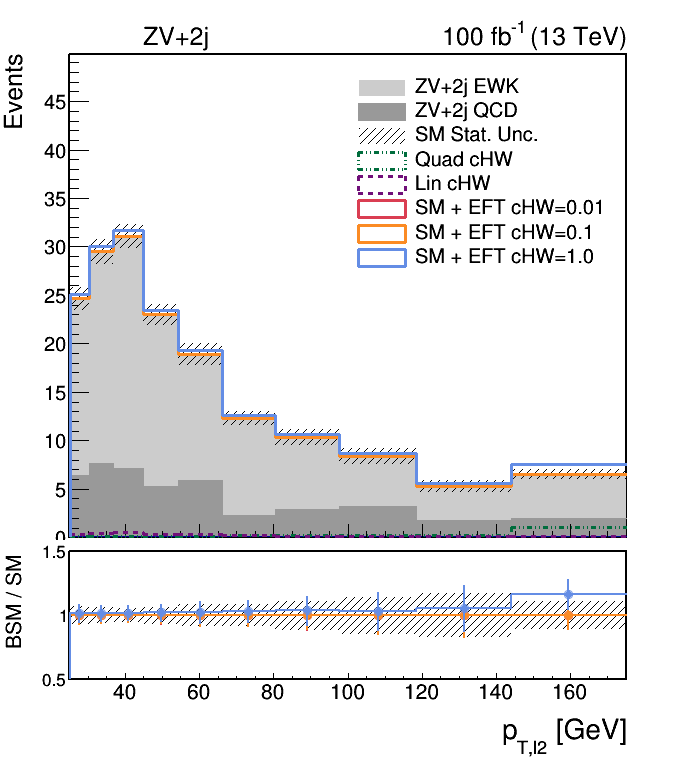 ZV+2j 100 fb-1 (13 TeV)
Events
45
40
35
30
25
20
15
10
5
0
ZV+2j EWK
ZV+2j QCD
SM Stat. Unc.
Quad cHW
Lin cHW
SM + EFT cHW=0.01
SM + EFT cHW=0.1
SM + EFT cHW=1.0
BSM / SM
1.5
1
0.5
40 60 80 100 120 140 160
pT,l2 [GeV]